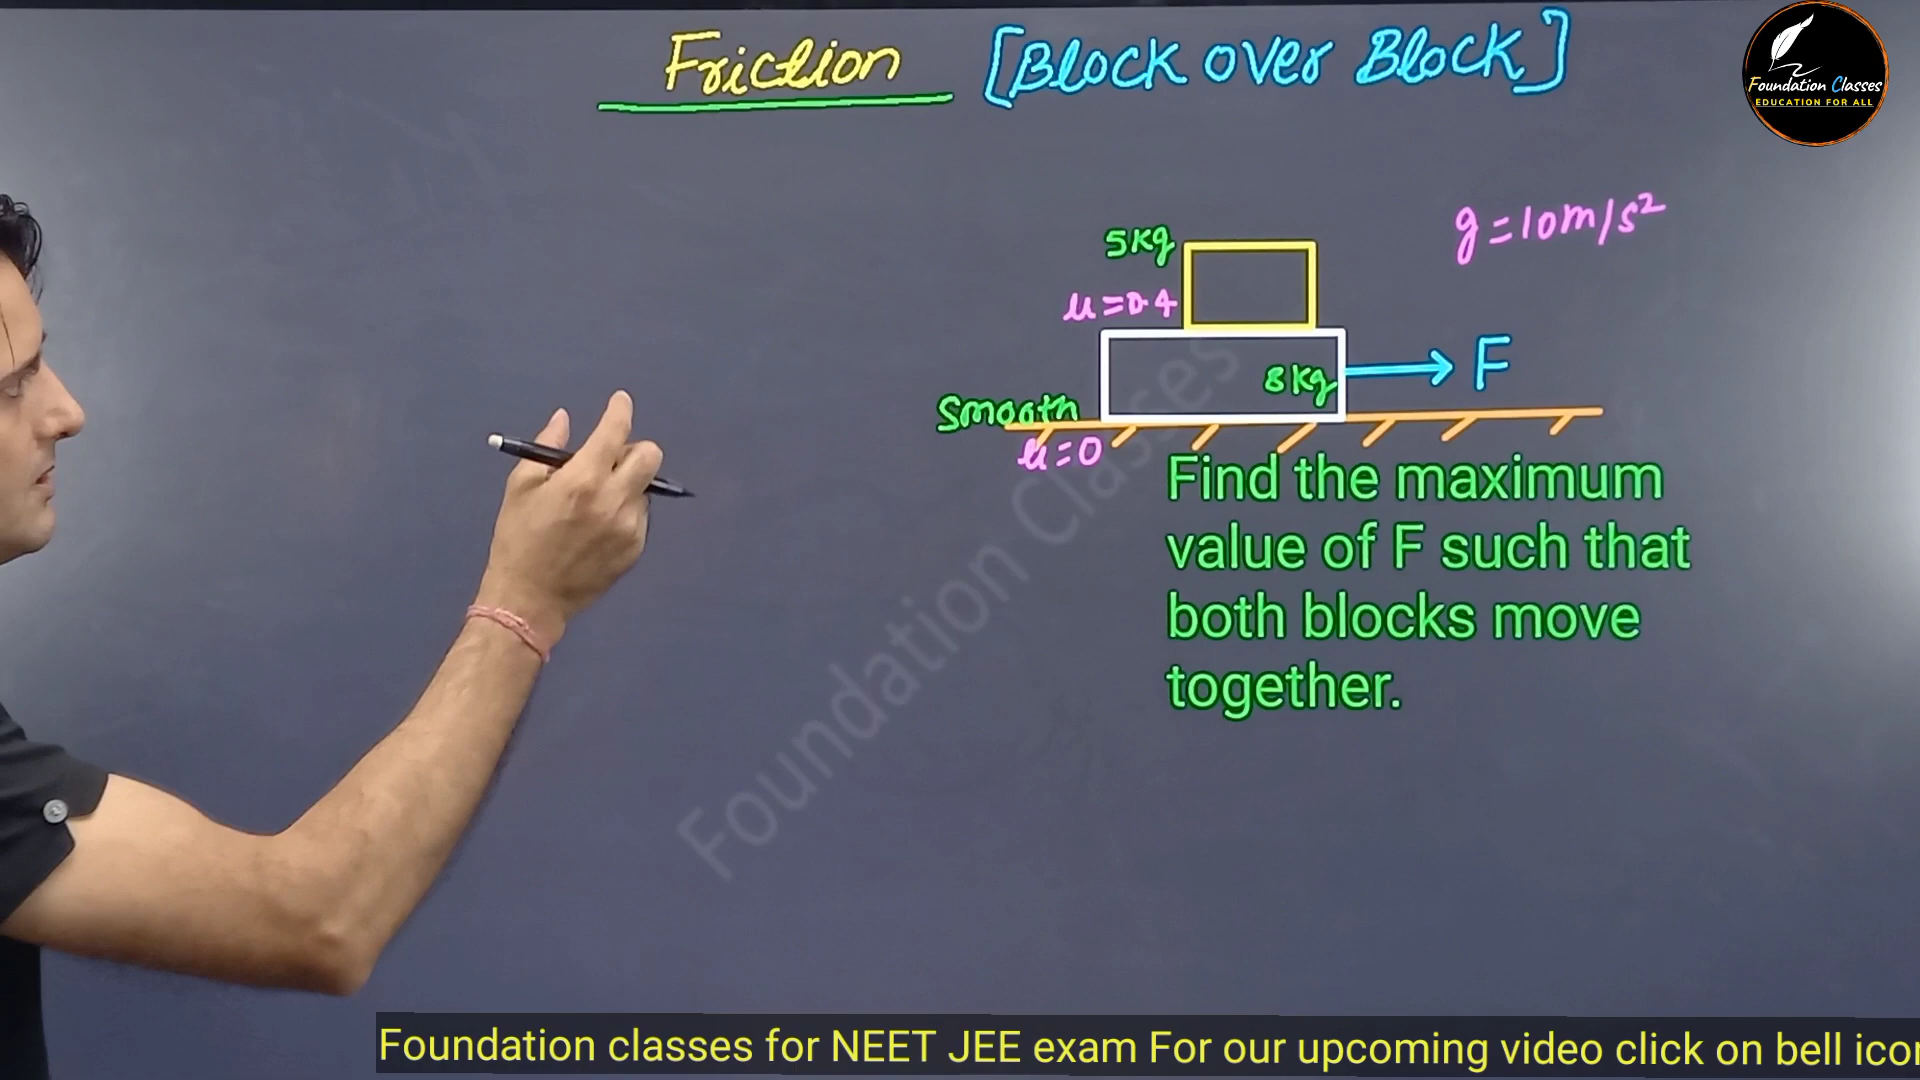 Friction [Block over Block]
Foundation Classes
EDUCATION FOR ALL
g = 10m/s²
5kg
μ = 0.4
8kg
F
Smooth
μ = 0
Find the maximum
value of F such that
both blocks move
together.
Foundation Classes
Foundation classes for NEET JEE exam For our upcoming video click on bell icon